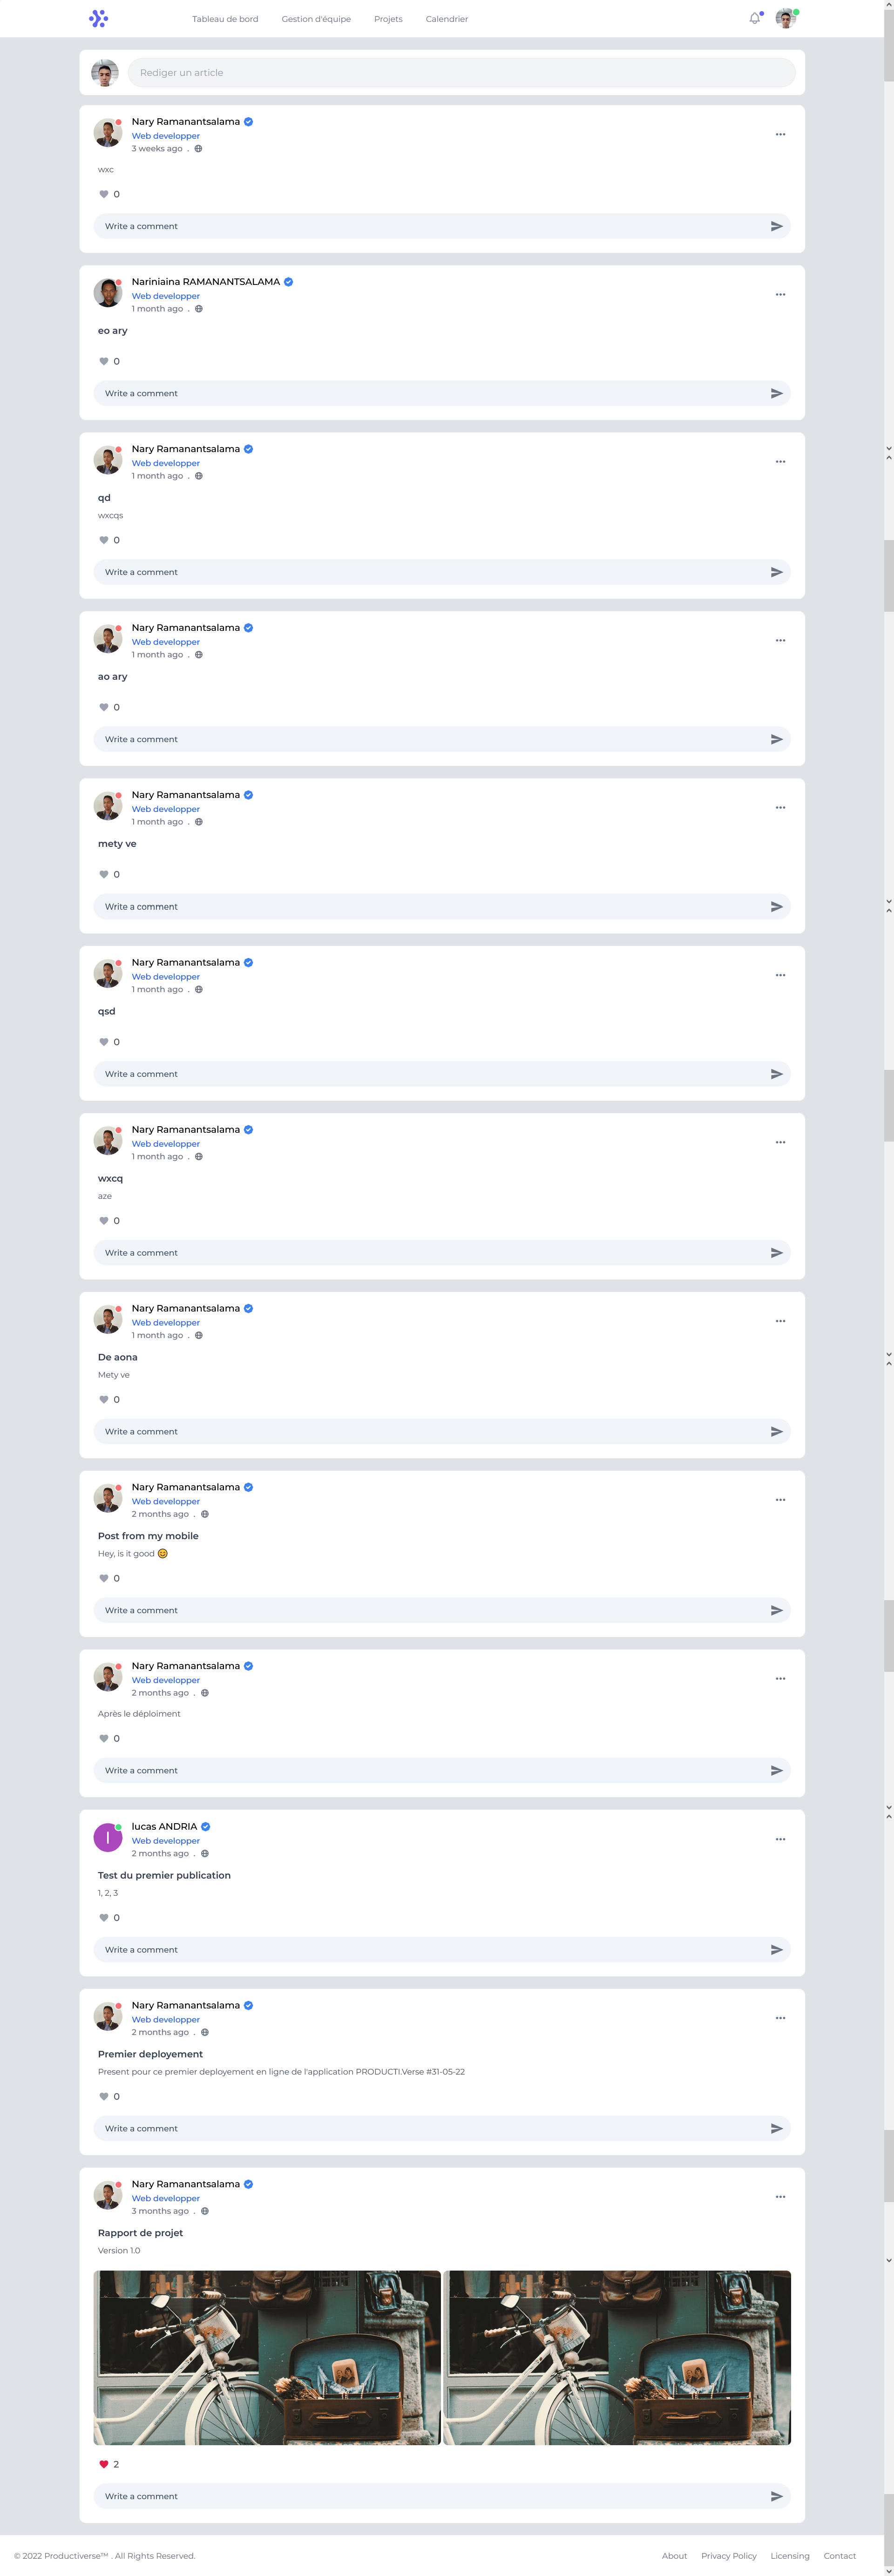 Tableau de bord Gestion d'équipe Projets Calendrier
Rediger un article
Nary Ramanantsalama
Web developper
3 weeks ago .
wxc
0
Write a comment
Nariniaina RAMANANTSALAMA
Web developper
1 month ago .
eo ary
0
Write a comment
Nary Ramanantsalama
Web developper
1 month ago .
qd
wxcqs
0
Write a comment
Nary Ramanantsalama
Web developper
1 month ago .
ao ary
0
Write a comment
Nary Ramanantsalama
Web developper
1 month ago .
mety ve
0
Write a comment
Nary Ramanantsalama
Web developper
1 month ago .
qsd
0
Write a comment
Nary Ramanantsalama
Web developper
1 month ago .
wxcq
aze
0
Write a comment
Nary Ramanantsalama
Web developper
1 month ago .
De aona
Mety ve
0
Write a comment
Nary Ramanantsalama
Web developper
2 months ago .
Post from my mobile
Hey, is it good 😊
0
Write a comment
Nary Ramanantsalama
Web developper
2 months ago .
Après le déploiment
0
Write a comment
l
lucas ANDRIA
Web developper
2 months ago .
Test du premier publication
1, 2, 3
0
Write a comment
Nary Ramanantsalama
Web developper
2 months ago .
Premier deployement
Present pour ce premier deployement en ligne de l'application PRODUCTI.Verse #31-05-22
0
Write a comment
Nary Ramanantsalama
Web developper
3 months ago .
Rapport de projet
Version 1.0
2
Write a comment
© 2022 Productiverse™ . All Rights Reserved. About Privacy Policy Licensing Contact